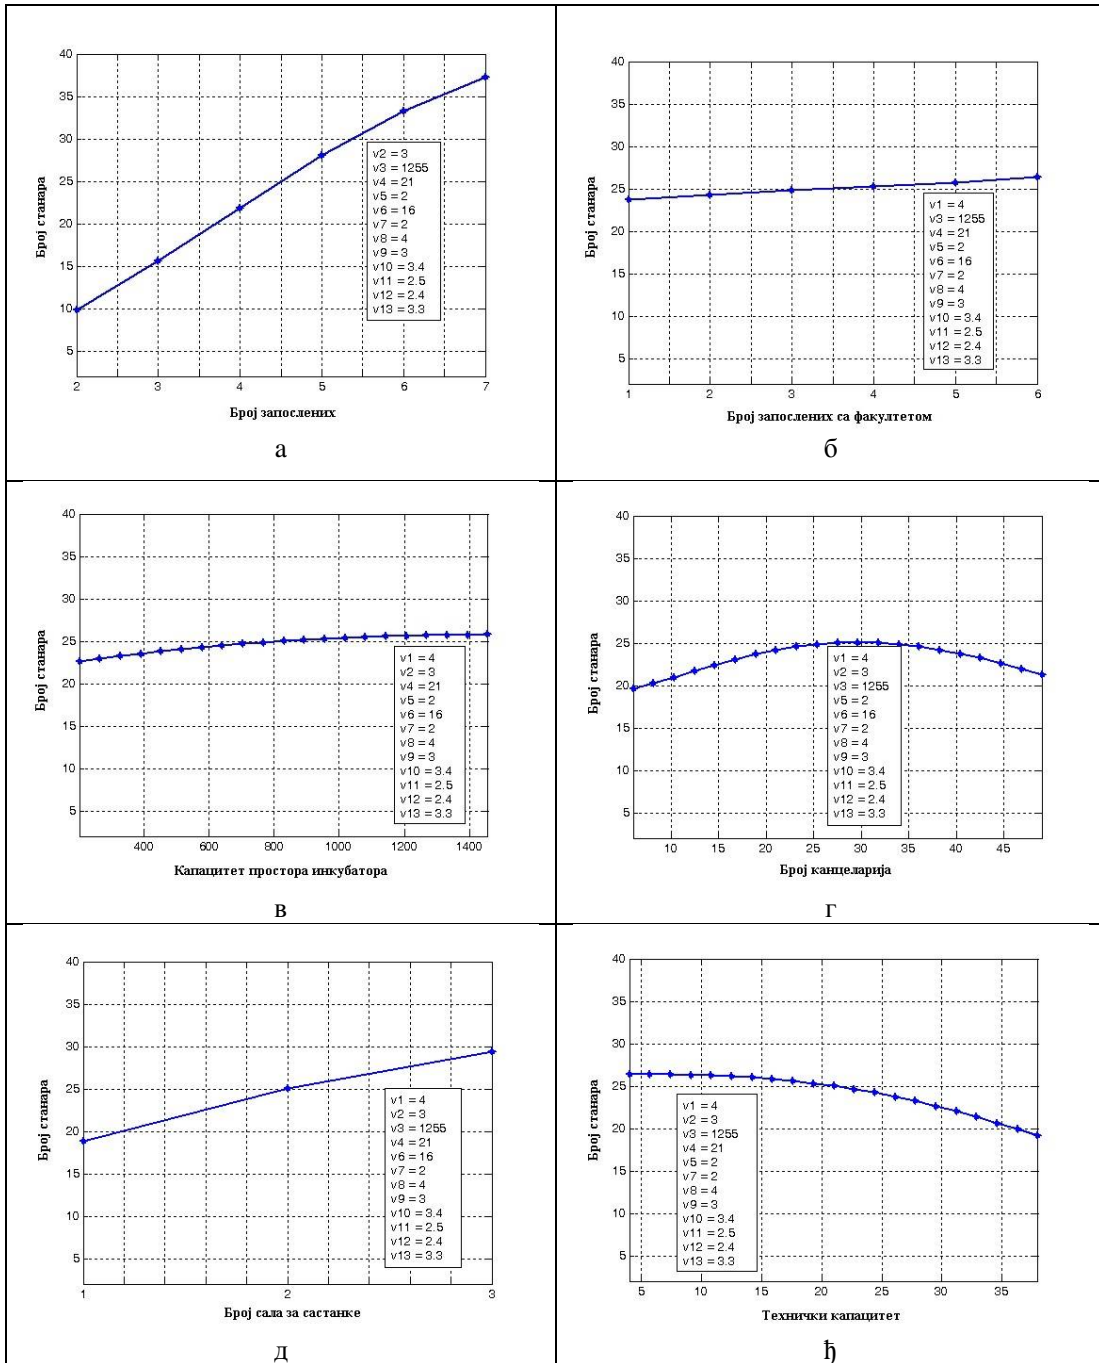 40
35
30
25
20
15
10
5
Број станара
v2 = 3
v3 = 1255
v4 = 21
v5 = 2
v6 = 16
v7 = 2
v8 = 4
v9 = 3
v10 = 3.4
v11 = 2.5
v12 = 2.4
v13 = 3.3
2 3 4 5 6 7
Број запослених
а
40
35
30
25
20
15
10
5
Број станара
v1 = 4
v3 = 1255
v4 = 21
v5 = 2
v6 = 16
v7 = 2
v8 = 4
v9 = 3
v10 = 3.4
v11 = 2.5
v12 = 2.4
v13 = 3.3
1 2 3 4 5 6
Број запослених са факултетом
б
40
35
30
25
20
15
10
5
Број станара
v1 = 4
v2 = 3
v4 = 21
v5 = 2
v6 = 16
v7 = 2
v8 = 4
v9 = 3
v10 = 3.4
v11 = 2.5
v12 = 2.4
v13 = 3.3
400 600 800 1000 1200 1400
Капацитет простора инкубатора
в
40
35
30
25
20
15
10
5
Број станара
v1 = 4
v2 = 3
v3 = 1255
v5 = 2
v6 = 16
v7 = 2
v8 = 4
v9 = 3
v10 = 3.4
v11 = 2.5
v12 = 2.4
v13 = 3.3
10 15 20 25 30 35 40 45
Број канцеларија
г
40
35
30
25
20
15
10
5
Број станара
v1 = 4
v2 = 3
v3 = 1255
v4 = 21
v6 = 16
v7 = 2
v8 = 4
v9 = 3
v10 = 3.4
v11 = 2.5
v12 = 2.4
v13 = 3.3
1 2 3
Број сала за састанке
д
40
35
30
25
20
15
10
5
Број станара
v1 = 4
v2 = 3
v3 = 1255
v4 = 21
v5 = 2
v7 = 2
v8 = 4
v9 = 3
v10 = 3.4
v11 = 2.5
v12 = 2.4
v13 = 3.3
5 10 15 20 25 30 35
Технички капацитет
ђ